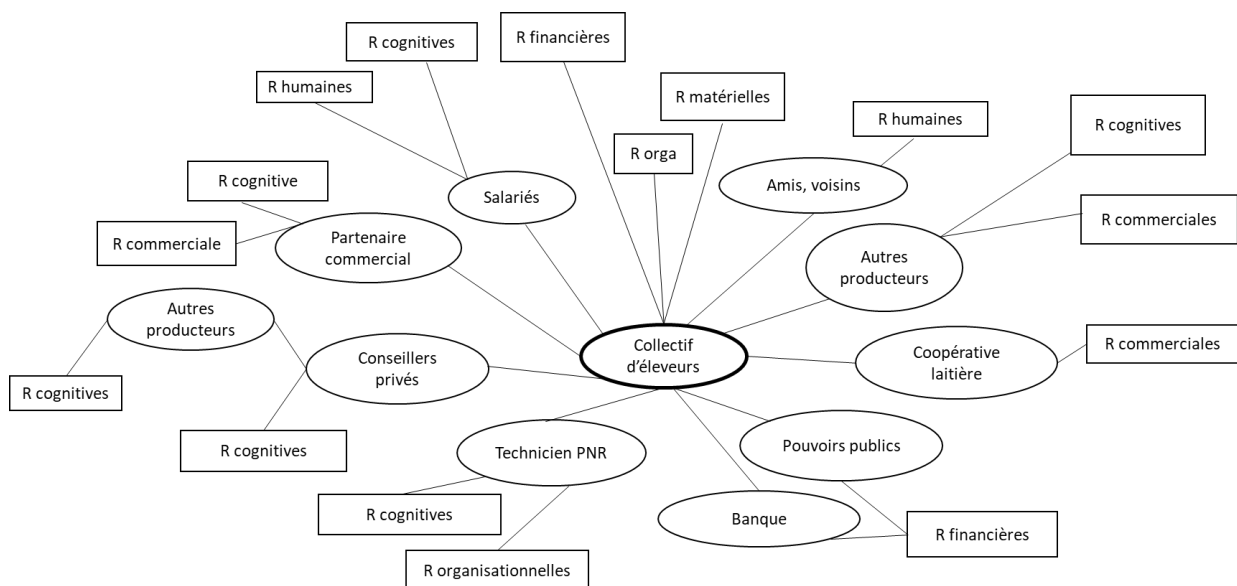 R cognitives
R financières
R humaines
R matérielles
R humaines
R cognitives
R orga
R cognitive
Salariés
Amis, voisins
R commerciales
R commerciale
Partenaire
commercial
Autres
producteurs
Autres
producteurs
Collectif
d'éleveurs
R commerciales
Conseillers
privés
Coopérative
laitière
R cognitives
R cognitives
Technicien PNR
Pouvoirs publics
R cognitives
Banque
R financières
R organisationnelles